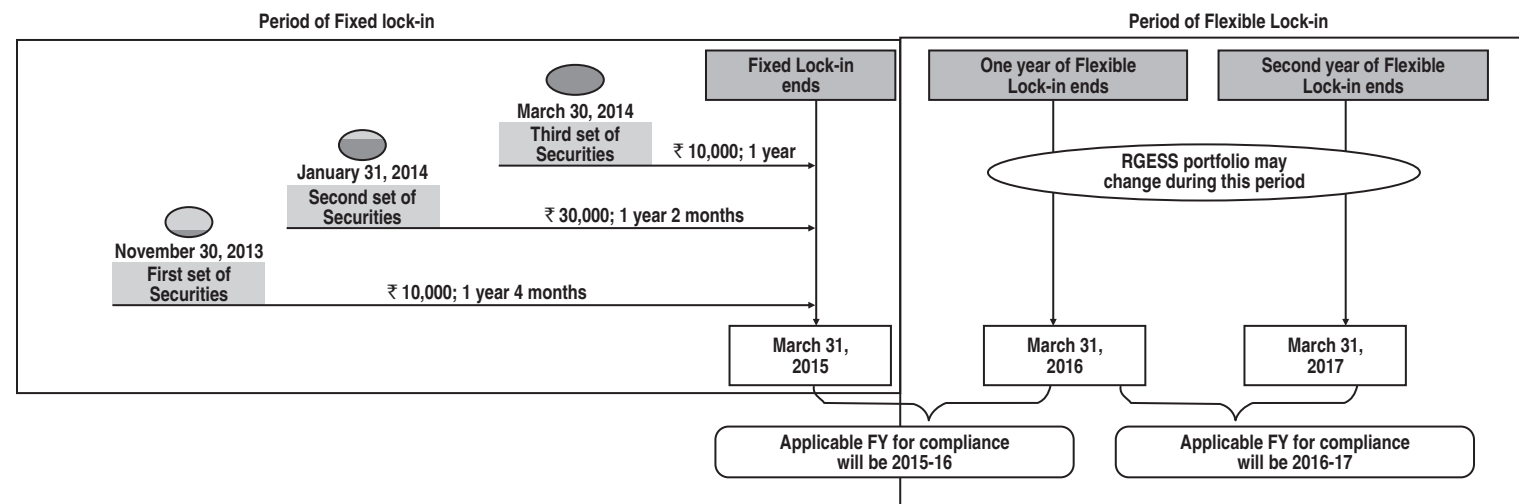 Period of Fixed lock-in
Period of Flexible Lock-in
Fixed Lock-in
ends
One year of Flexible
Lock-in ends
Second year of Flexible
Lock-in ends
March 30, 2014
Third set of
Securities
₹ 10,000; 1 year
RGESS portfolio may
change during this period
January 31, 2014
Second set of
Securities
₹ 30,000; 1 year 2 months
November 30, 2013
First set of
Securities
₹ 10,000; 1 year 4 months
March 31,
2015
March 31,
2016
March 31,
2017
Applicable FY for compliance
will be 2015-16
Applicable FY for compliance
will be 2016-17